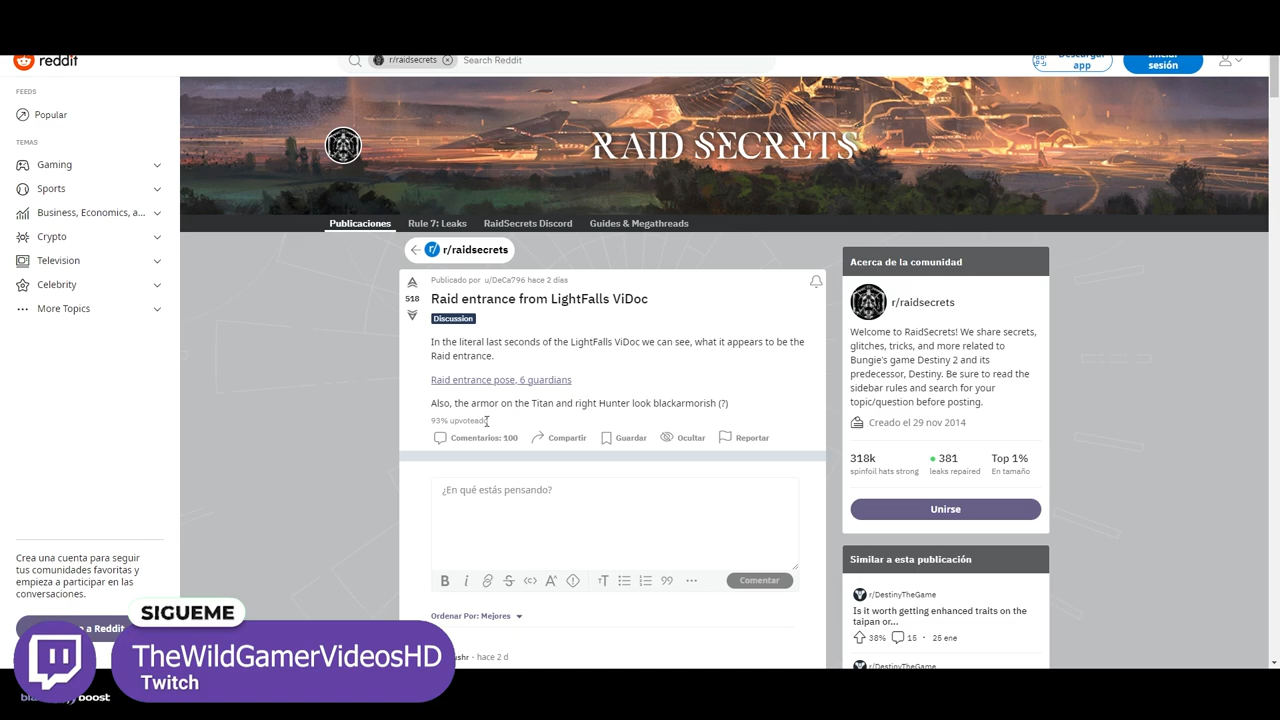 reddit
r/raidsecrets
Search Reddit
Descargar
app
Iniciar
sesión
FEEDS
Popular
TEMAS
Gaming
Sports
Business, Economics, a...
Crypto
Television
Celebrity
More Topics
Crea una cuenta para seguir
tus comunidades favoritas y
empieza a participar en las
conversaciones.
a Reddit
RAID SECRETS
Publicaciones
Rule 7: Leaks
RaidSecrets Discord
Guides & Megathreads
r/raidsecrets
Publicado por u/DeCa796 hace 2 días
518
Raid entrance from LightFalls ViDoc
Discussion
In the literal last seconds of the LightFalls ViDoc we can see, what it appears to be the
Raid entrance.
Raid entrance pose, 6 guardians
Also, the armor on the Titan and right Hunter look blackarmorish (?)
93% upvoteado
Comentarios: 100
Compartir
Guardar
Ocultar
Reportar
¿En qué estás pensando?
Comentar
Ordenar Por: Mejores
hace 2 d
Acerca de la comunidad
r/raidsecrets
Welcome to RaidSecrets! We share secrets,
glitches, tricks, and more related to
Bungie's game Destiny 2 and its
predecessor, Destiny. Be sure to read the
sidebar rules and search for your
topic/question before posting.
Creado el 29 nov 2014
318k
spinfoil hats strong
381
leaks repaired
Top 1%
En tamaño
Unirse
Similar a esta publicación
r/DestinyTheGame
Is it worth getting enhanced traits on the
taipan or...
38%
15 · 25 ene
r/DestinyTheGame
SIGUEME
TheWildGamerVideosHD
Twitch
boost